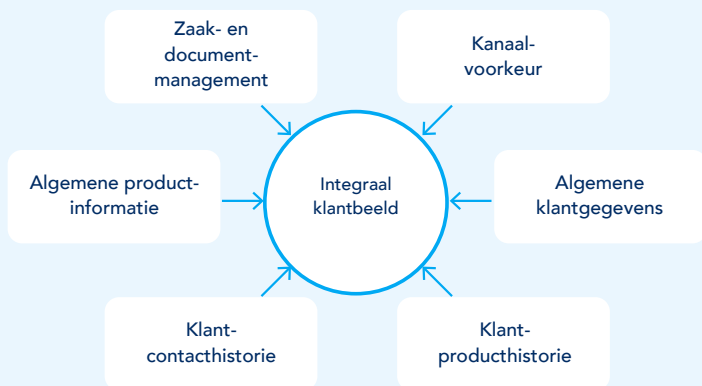 Zaak- en
document-
management
Kanaal-
voorkeur
Algemene product-
informatie
Integraal
klantbeeld
Algemene
klantgegevens
Klant-
contacthistorie
Klant-
producthistorie